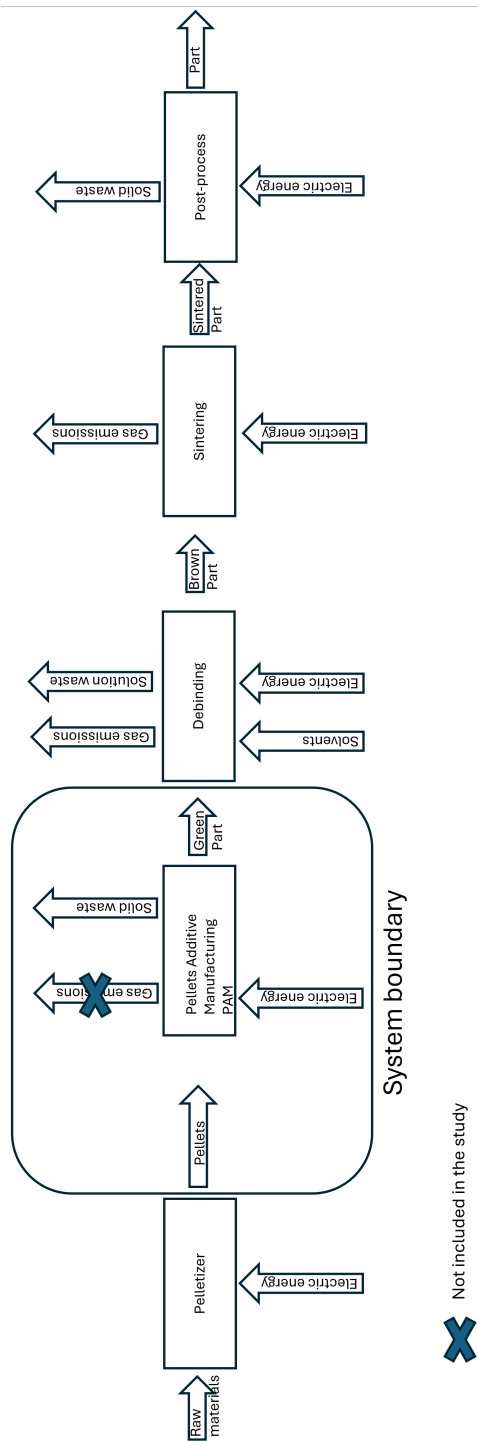 Raw
materials
Pelletizer
Electric energy
Pellets
Pellets Additive
Manufacturing
PAM
Gas emissions
Solid waste
Electric energy
Green
Part
System boundary
Debinding
Gas emissions
Solution waste
Solvents
Electric energy
Brown
Part
Sintering
Gas emissions
Electric energy
Sintered
Part
Post-process
Solid waste
Electric energy
Part
Not included in the study